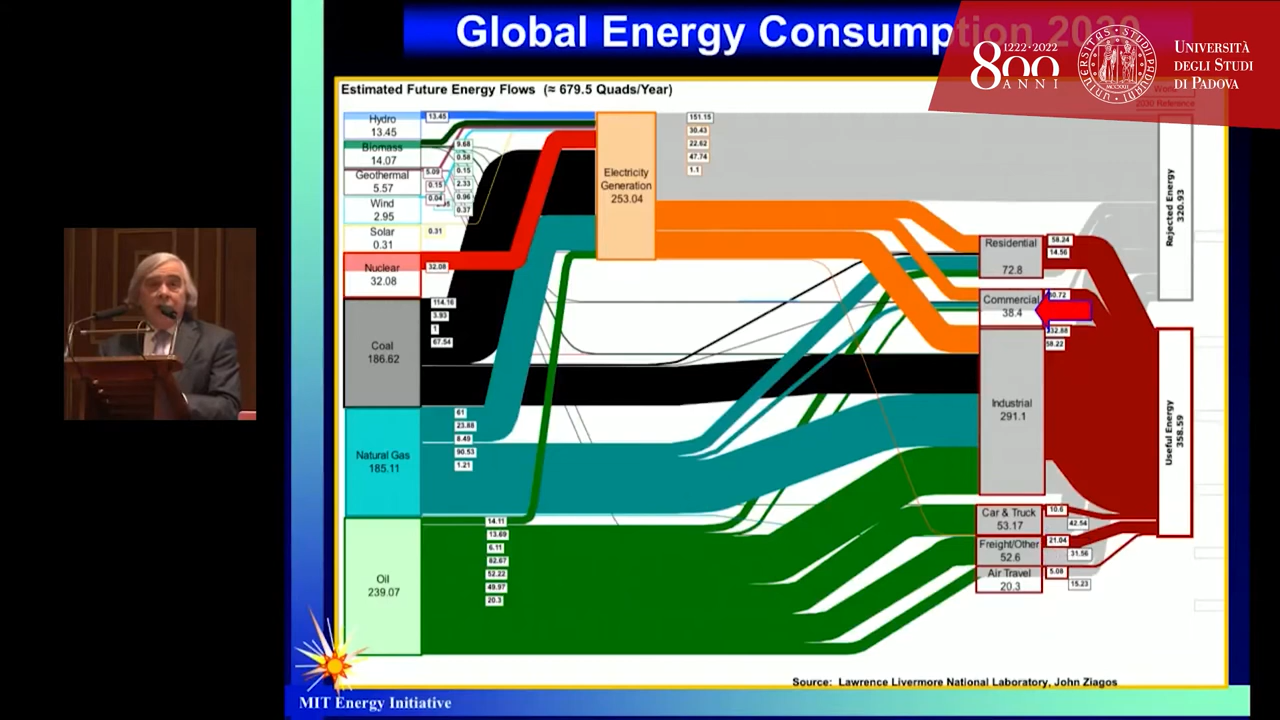 Global Energy Consumption 2030
800
1222·2022
ANNI
UNIVERSITÀ
DEGLI STUDI
DI PADOVA
Estimated Future Energy Flows (≈ 679.5 Quads/Year)
2030 Reference
Hydro
13.45
Biomass
14.07
Geothermal
5.57
Wind
2.95
Solar
0.31
Nuclear
32.08
Coal
186.62
Natural Gas
185.11
Oil
239.07
13.45
5.09
0.15
0.04
9.68
0.58
0.15
2.33
0.96
0.37
0.31
32.08
114.16
3.93
1
67.54
61
23.88
8.49
90.53
1.21
14.11
13.69
6.11
82.67
52.22
49.97
20.3
Electricity
Generation
253.04
151.15
30.43
22.62
47.74
1.1
Residential
72.8
58.24
14.56
Commercial
38.4
30.72
232.88
58.22
Industrial
291.1
Car & Truck
53.17
10.6
42.54
Freight/Other
52.6
21.04
31.56
Air Travel
20.3
5.08
15.23
Rejected Energy
320.93
Useful Energy
358.59
Source: Lawrence Livermore National Laboratory, John Ziagos
MIT Energy Initiative